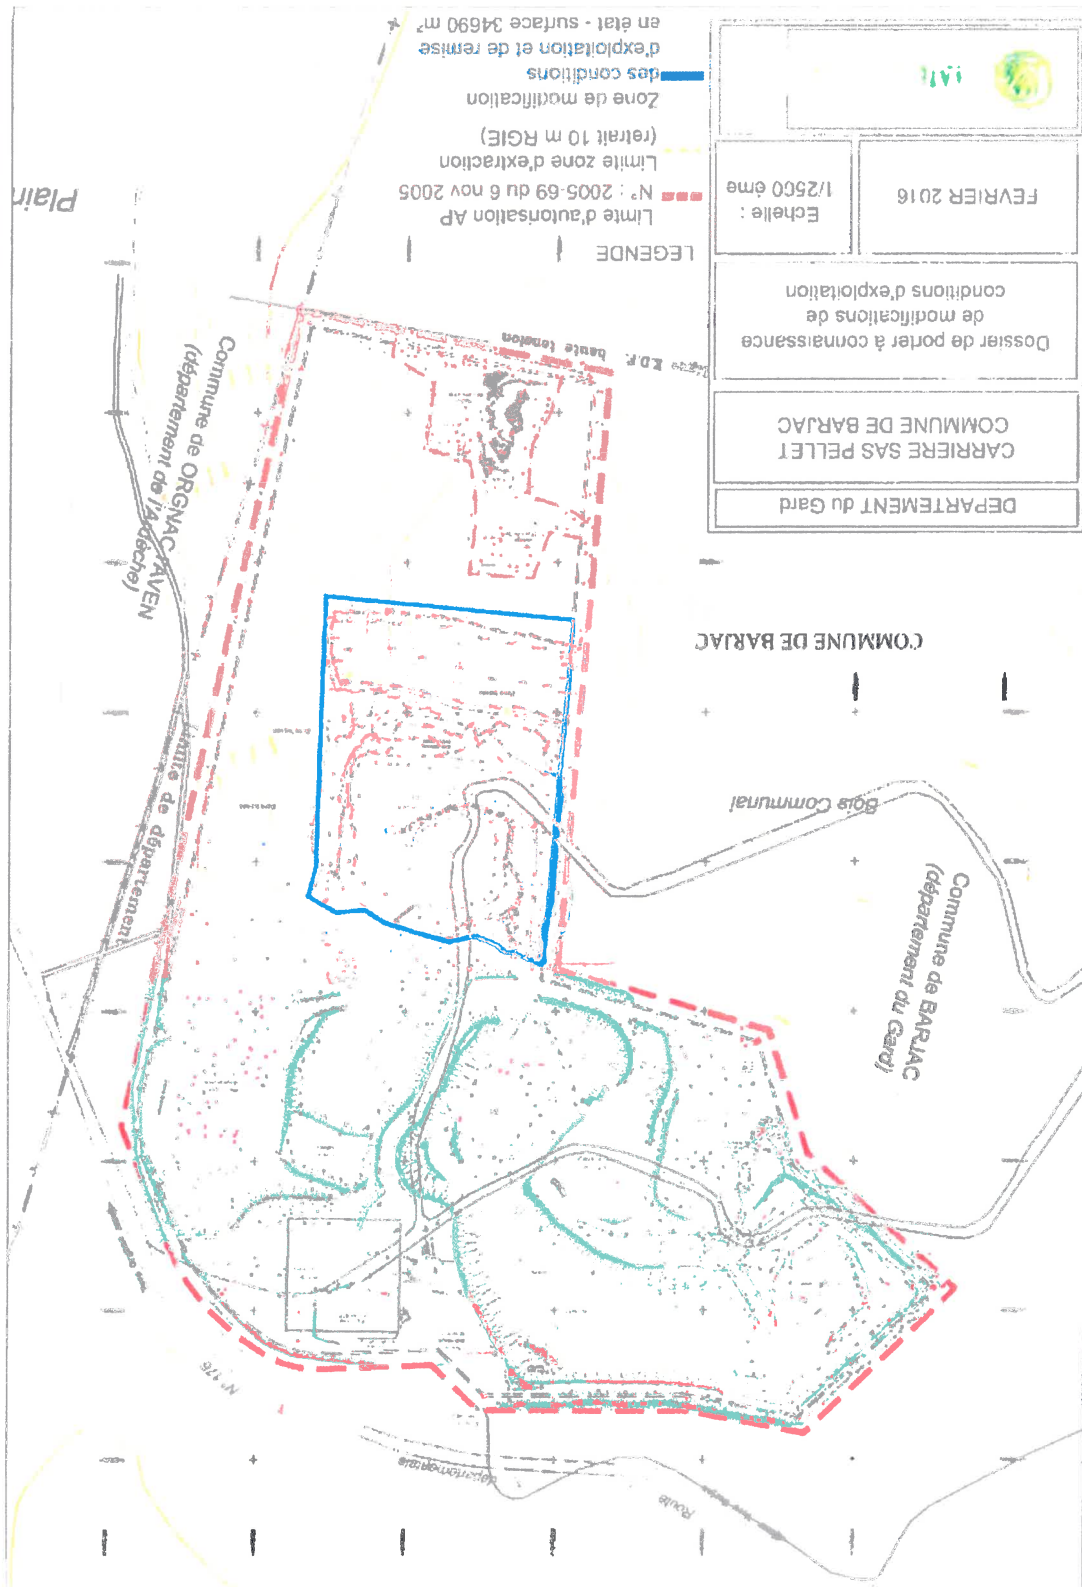 DEPARTEMENT du Gard
CARRIERE SAS PELLET
COMMUNE DE BARJAC
Dossier de porter à connaissance
de modifications de
conditions d'exploitation
FEVRIER 2016
Echelle :
1/2500 ème
LEGENDE
Limte d'autorisation AP
N° : 2005-69 du 6 nov 2005
Limite zone d'extraction
(retrait 10 m RGIE)
Zone de modification
des conditions
d'exploitation et de remise
en état - surface 34690 m²
COMMUNE DE BARJAC
Bois Communal
Commune de BARJAC
(département du Gard)
Commune de ORGNAC L'AVEN
(département de l'Ardèche)
Limite de département
Ligne E.D.F. haute tension
Plain
Route
départementale
N° 176